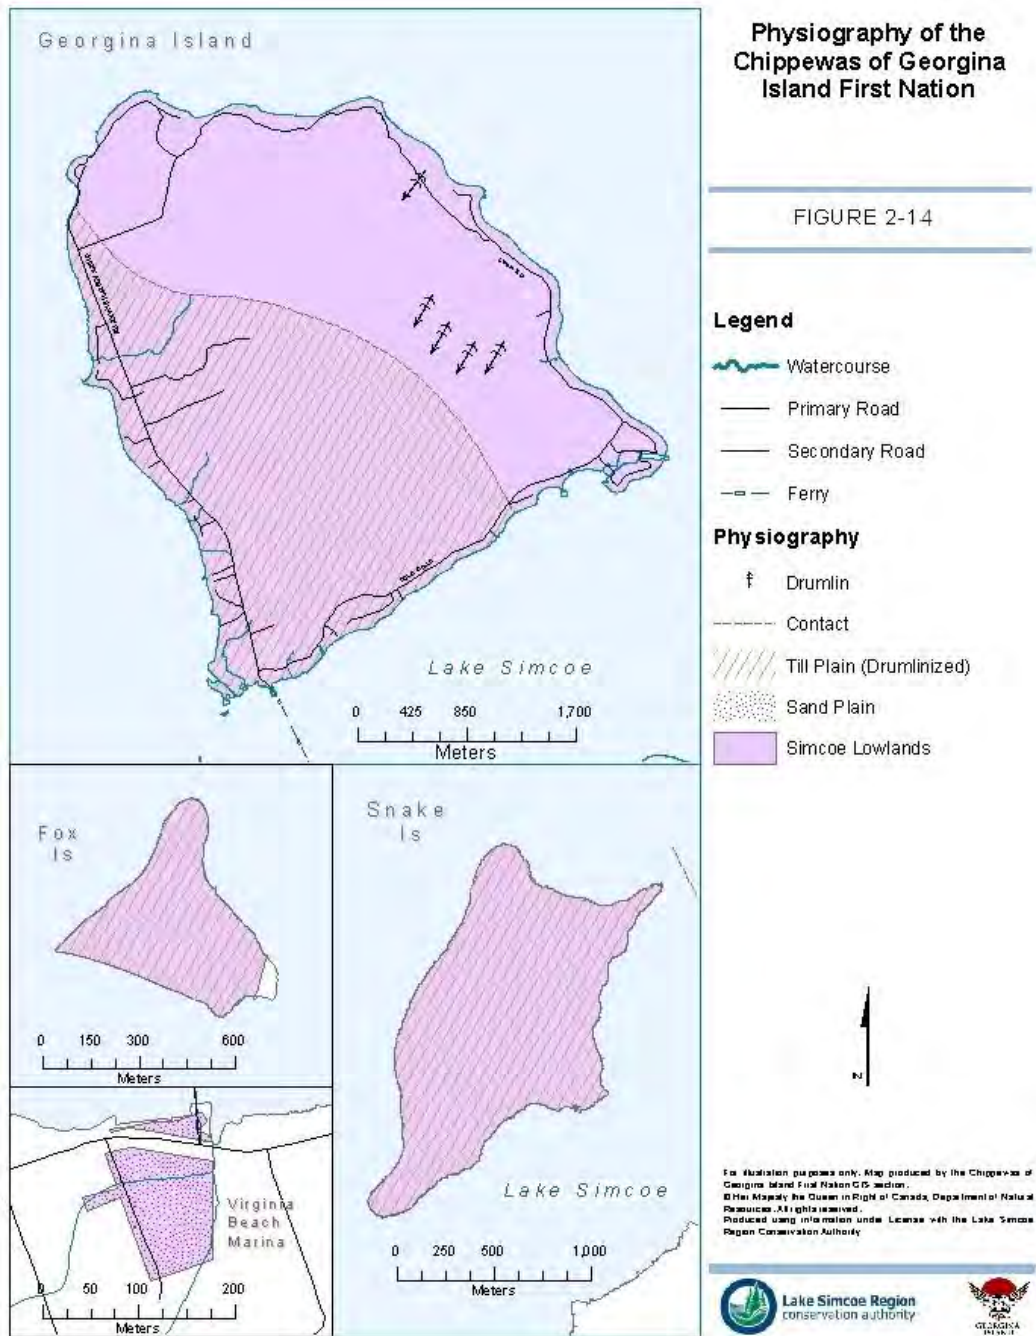 Georgina Island
Lake Simcoe
0 425 850 1,700
Meters
Fox
Is
0 150 300 600
Meters
Snake
Is
Lake Simcoe
0 250 500 1,000
Meters
Virginia
Beach
Marina
0 50 100 200
Meters
Physiography of the
Chippewas of Georgina
Island First Nation
FIGURE 2-14
Legend
Watercourse
Primary Road
Secondary Road
Ferry
Physiography
Drumlin
Contact
Till Plain (Drumlinized)
Sand Plain
Simcoe Lowlands
N
For illustration purposes only. Map produced by the Chippewas of
Georgina Island First Nation GIS section.
© Her Majesty the Queen in Right of Canada, Department of Natural
Resources. All rights reserved.
Produced using information under License with the Lake Simcoe
Region Conservation Authority
Lake Simcoe Region
conservation authority
GEORGINA
ISLAND